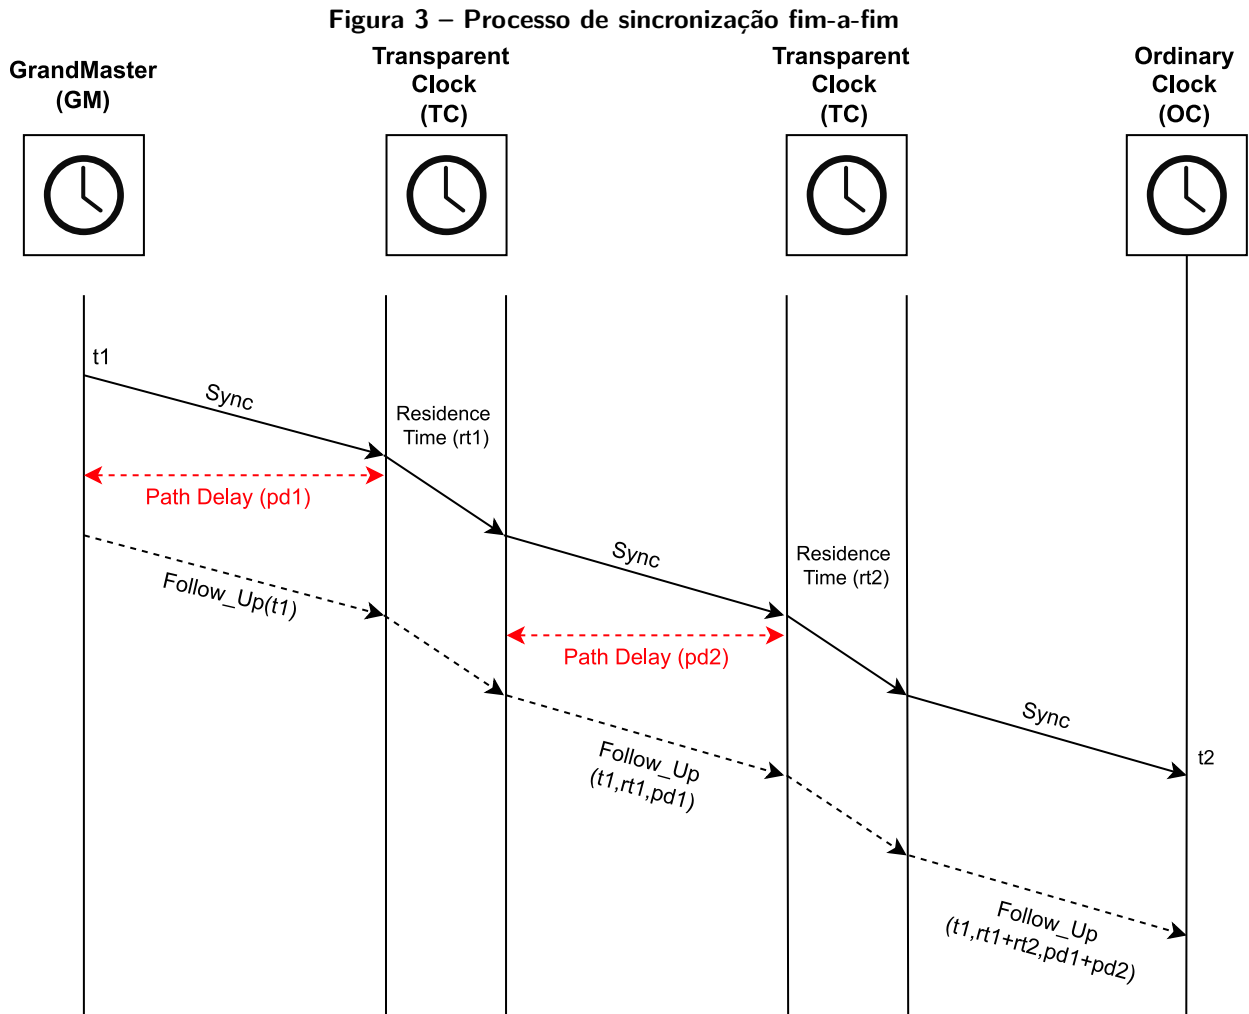 Figura 3 – Processo de sincronização fim-a-fim
GrandMaster
(GM)
Transparent
Clock
(TC)
Transparent
Clock
(TC)
Ordinary
Clock
(OC)
t1
Sync
Residence
Time (rt1)
Path Delay (pd1)
Follow_Up(t1)
Sync
Residence
Time (rt2)
Path Delay (pd2)
Follow_Up
(t1,rt1,pd1)
Sync
t2
Follow_Up
(t1,rt1+rt2,pd1+pd2)